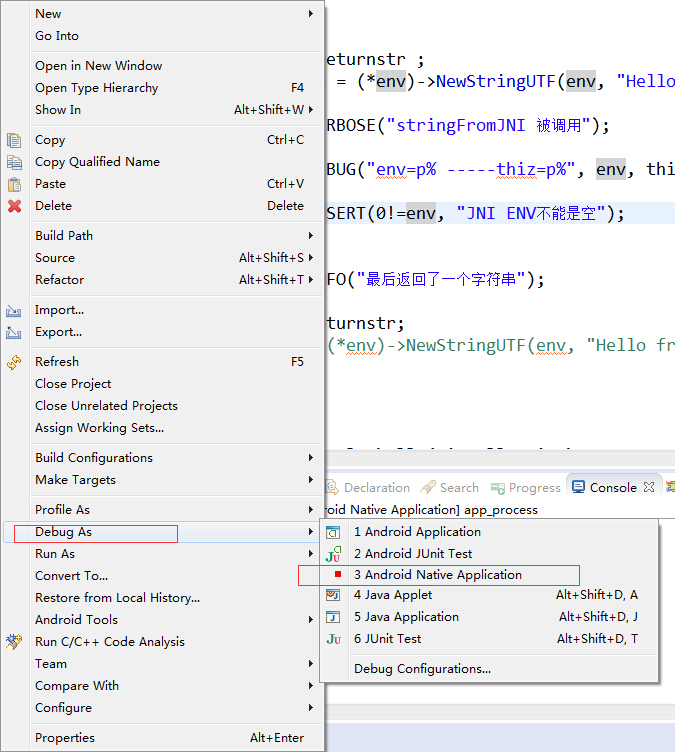 New
Go Into
Open in New Window
Open Type Hierarchy F4
Show In Alt+Shift+W
Copy Ctrl+C
Copy Qualified Name
Paste Ctrl+V
Delete Delete
Build Path
Source Alt+Shift+S
Refactor Alt+Shift+T
Import...
Export...
Refresh F5
Close Project
Close Unrelated Projects
Assign Working Sets...
Build Configurations
Make Targets
Profile As
Debug As
Run As
Convert To...
Restore from Local History...
Android Tools
Run C/C++ Code Analysis
Team
Compare With
Configure
Properties Alt+Enter
eturnstr ;
= (*env)->NewStringUTF(env, "Hello
RBOSE("stringFromJNI 被调用");
BUG("env=p% -----thiz=p%", env, thi
SERT(0!=env, "JNI ENV不能是空");
FO("最后返回了一个字符串");
turnstr;
(*env)->NewStringUTF(env, "Hello fr
Declaration Search Progress Console
roid Native Application] app_process
1 Android Application
2 Android JUnit Test
3 Android Native Application
4 Java Applet Alt+Shift+D, A
5 Java Application Alt+Shift+D, J
6 JUnit Test Alt+Shift+D, T
Debug Configurations...